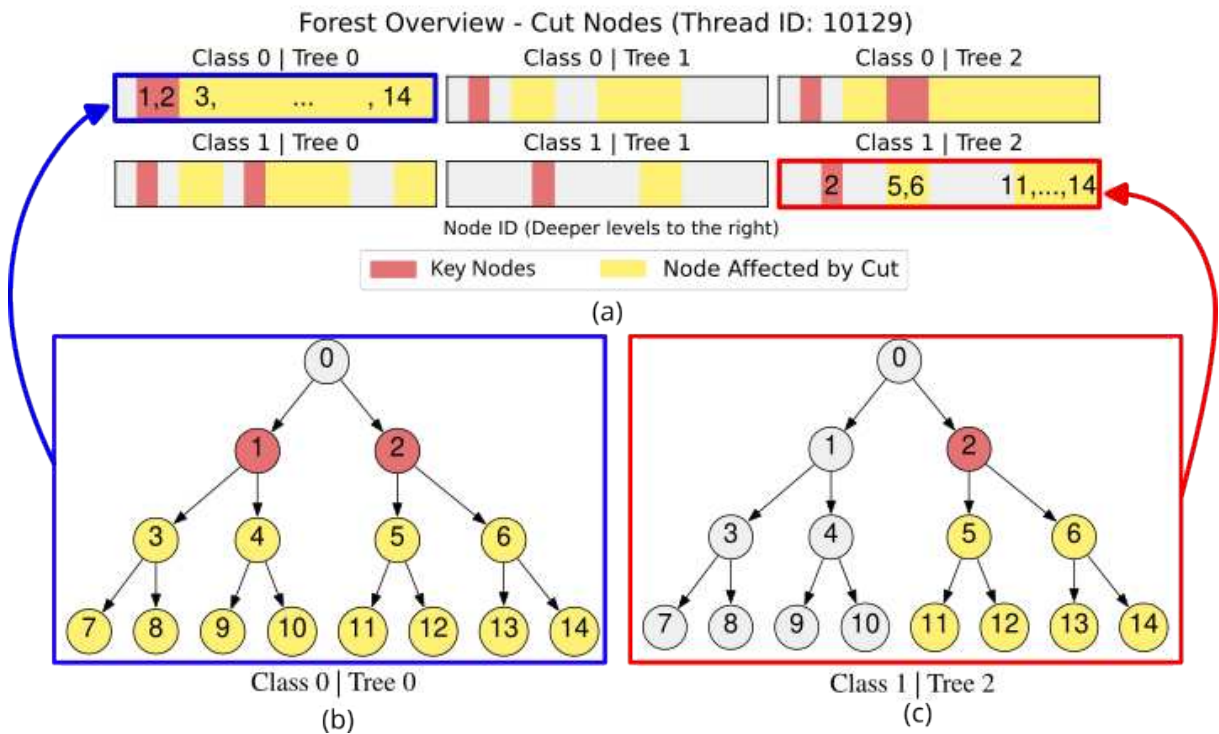 Forest Overview - Cut Nodes (Thread ID: 10129)
Class 0 | Tree 0 Class 0 | Tree 1 Class 0 | Tree 2
1,2 3, ... , 14
Class 1 | Tree 0 Class 1 | Tree 1 Class 1 | Tree 2
2 5,6 11,...,14
Node ID (Deeper levels to the right)
Key Nodes Node Affected by Cut
(a)
0
1 2
3 4 5 6
7 8 9 10 11 12 13 14
Class 0 | Tree 0
(b)
0
1 2
3 4 5 6
7 8 9 10 11 12 13 14
Class 1 | Tree 2
(c)